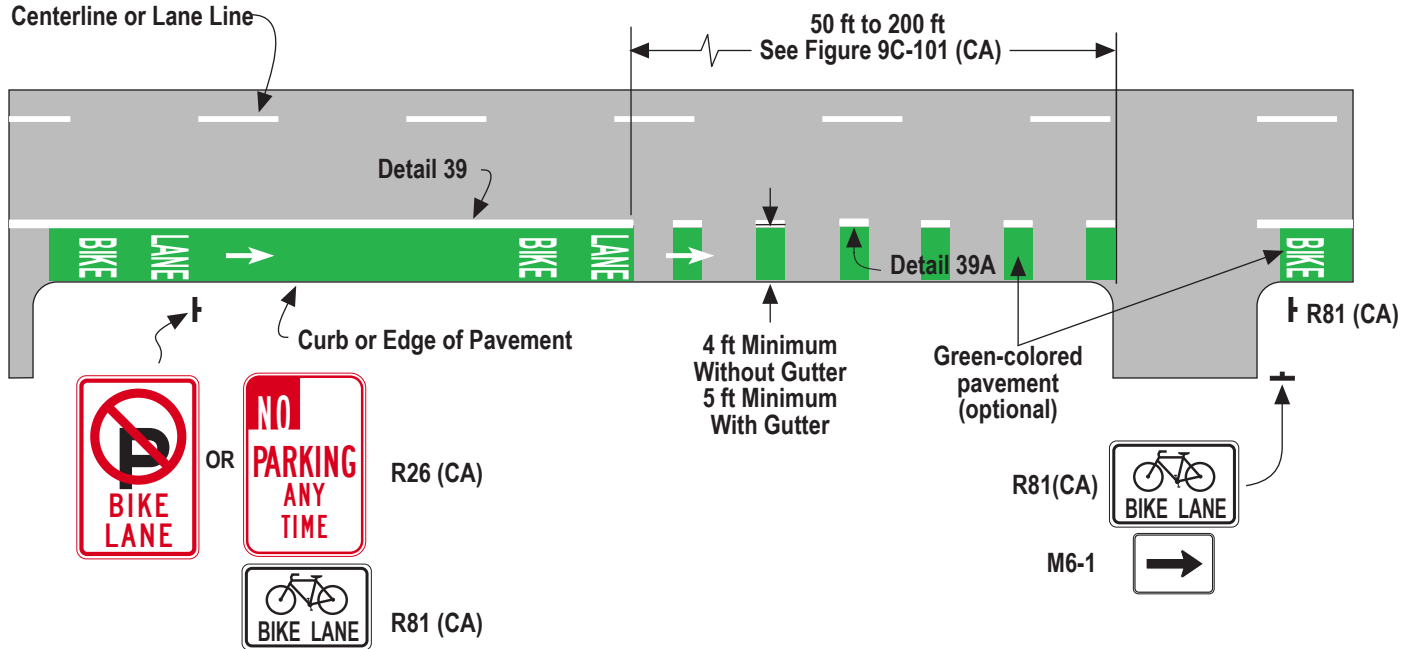 Centerline or Lane Line
50 ft to 200 ft
See Figure 9C-101 (CA)
Detail 39
BIKE
LANE
BIKE
LANE
BIKE
Detail 39A
R81 (CA)
Curb or Edge of Pavement
4 ft Minimum
Without Gutter
5 ft Minimum
With Gutter
Green-colored
pavement
(optional)
P
BIKE
LANE
OR
NO
PARKING
ANY
TIME
R26 (CA)
BIKE LANE
R81 (CA)
R81(CA)
BIKE LANE
M6-1